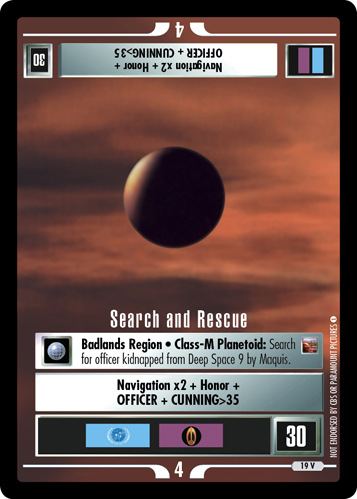 4
Navigation x2 + Honor +
OFFICER + CUNNING>35
30
Search and Rescue
Badlands Region • Class-M Planetoid: Search
for officer kidnapped from Deep Space 9 by Maquis.
Navigation x2 + Honor +
OFFICER + CUNNING>35
30
4
19 V
NOT ENDORSED BY CBS OR PARAMOUNT PICTURES